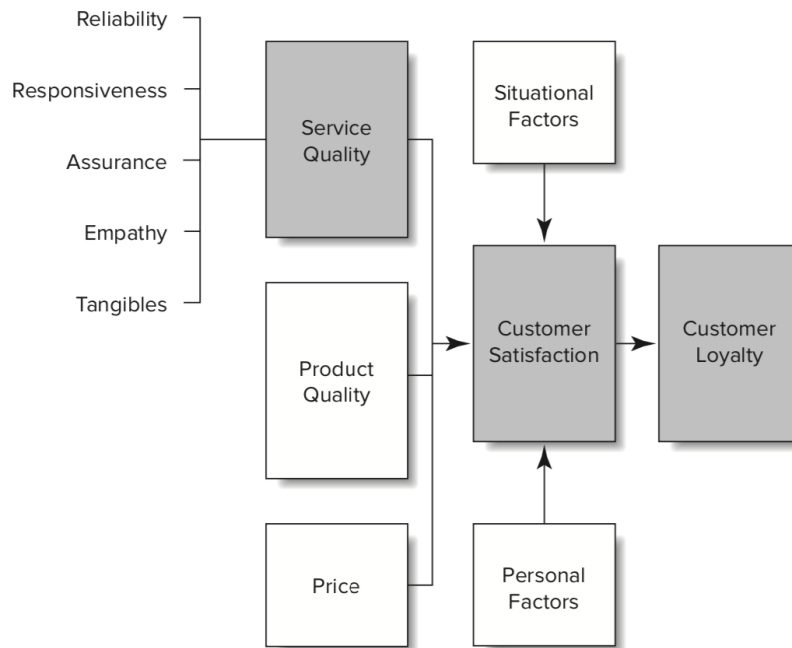 Reliability
Responsiveness
Assurance
Empathy
Tangibles
Service
Quality
Product
Quality
Price
Situational
Factors
Customer
Satisfaction
Personal
Factors
Customer
Loyalty